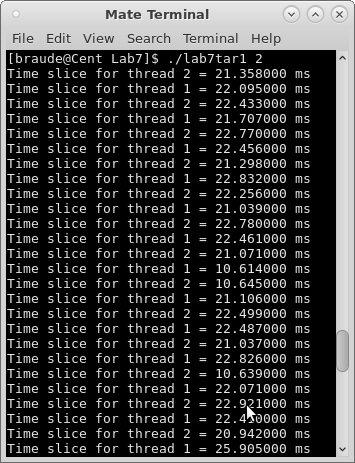 Mate Terminal
File Edit View Search Terminal Help
[braude@Cent Lab7]$ ./lab7tar1 2
Time slice for thread 2 = 21.358000 ms
Time slice for thread 1 = 22.095000 ms
Time slice for thread 2 = 22.433000 ms
Time slice for thread 1 = 21.707000 ms
Time slice for thread 2 = 22.770000 ms
Time slice for thread 1 = 22.456000 ms
Time slice for thread 2 = 21.298000 ms
Time slice for thread 1 = 22.832000 ms
Time slice for thread 2 = 22.256000 ms
Time slice for thread 1 = 21.039000 ms
Time slice for thread 2 = 22.780000 ms
Time slice for thread 1 = 22.461000 ms
Time slice for thread 2 = 21.071000 ms
Time slice for thread 1 = 10.614000 ms
Time slice for thread 2 = 10.645000 ms
Time slice for thread 1 = 21.106000 ms
Time slice for thread 2 = 22.499000 ms
Time slice for thread 1 = 22.487000 ms
Time slice for thread 2 = 21.037000 ms
Time slice for thread 1 = 22.826000 ms
Time slice for thread 2 = 10.639000 ms
Time slice for thread 1 = 22.071000 ms
Time slice for thread 2 = 22.921000 ms
Time slice for thread 1 = ms
Time slice for thread 2 = 20.942000 ms
Time slice for thread 1 = 25.905000 ms